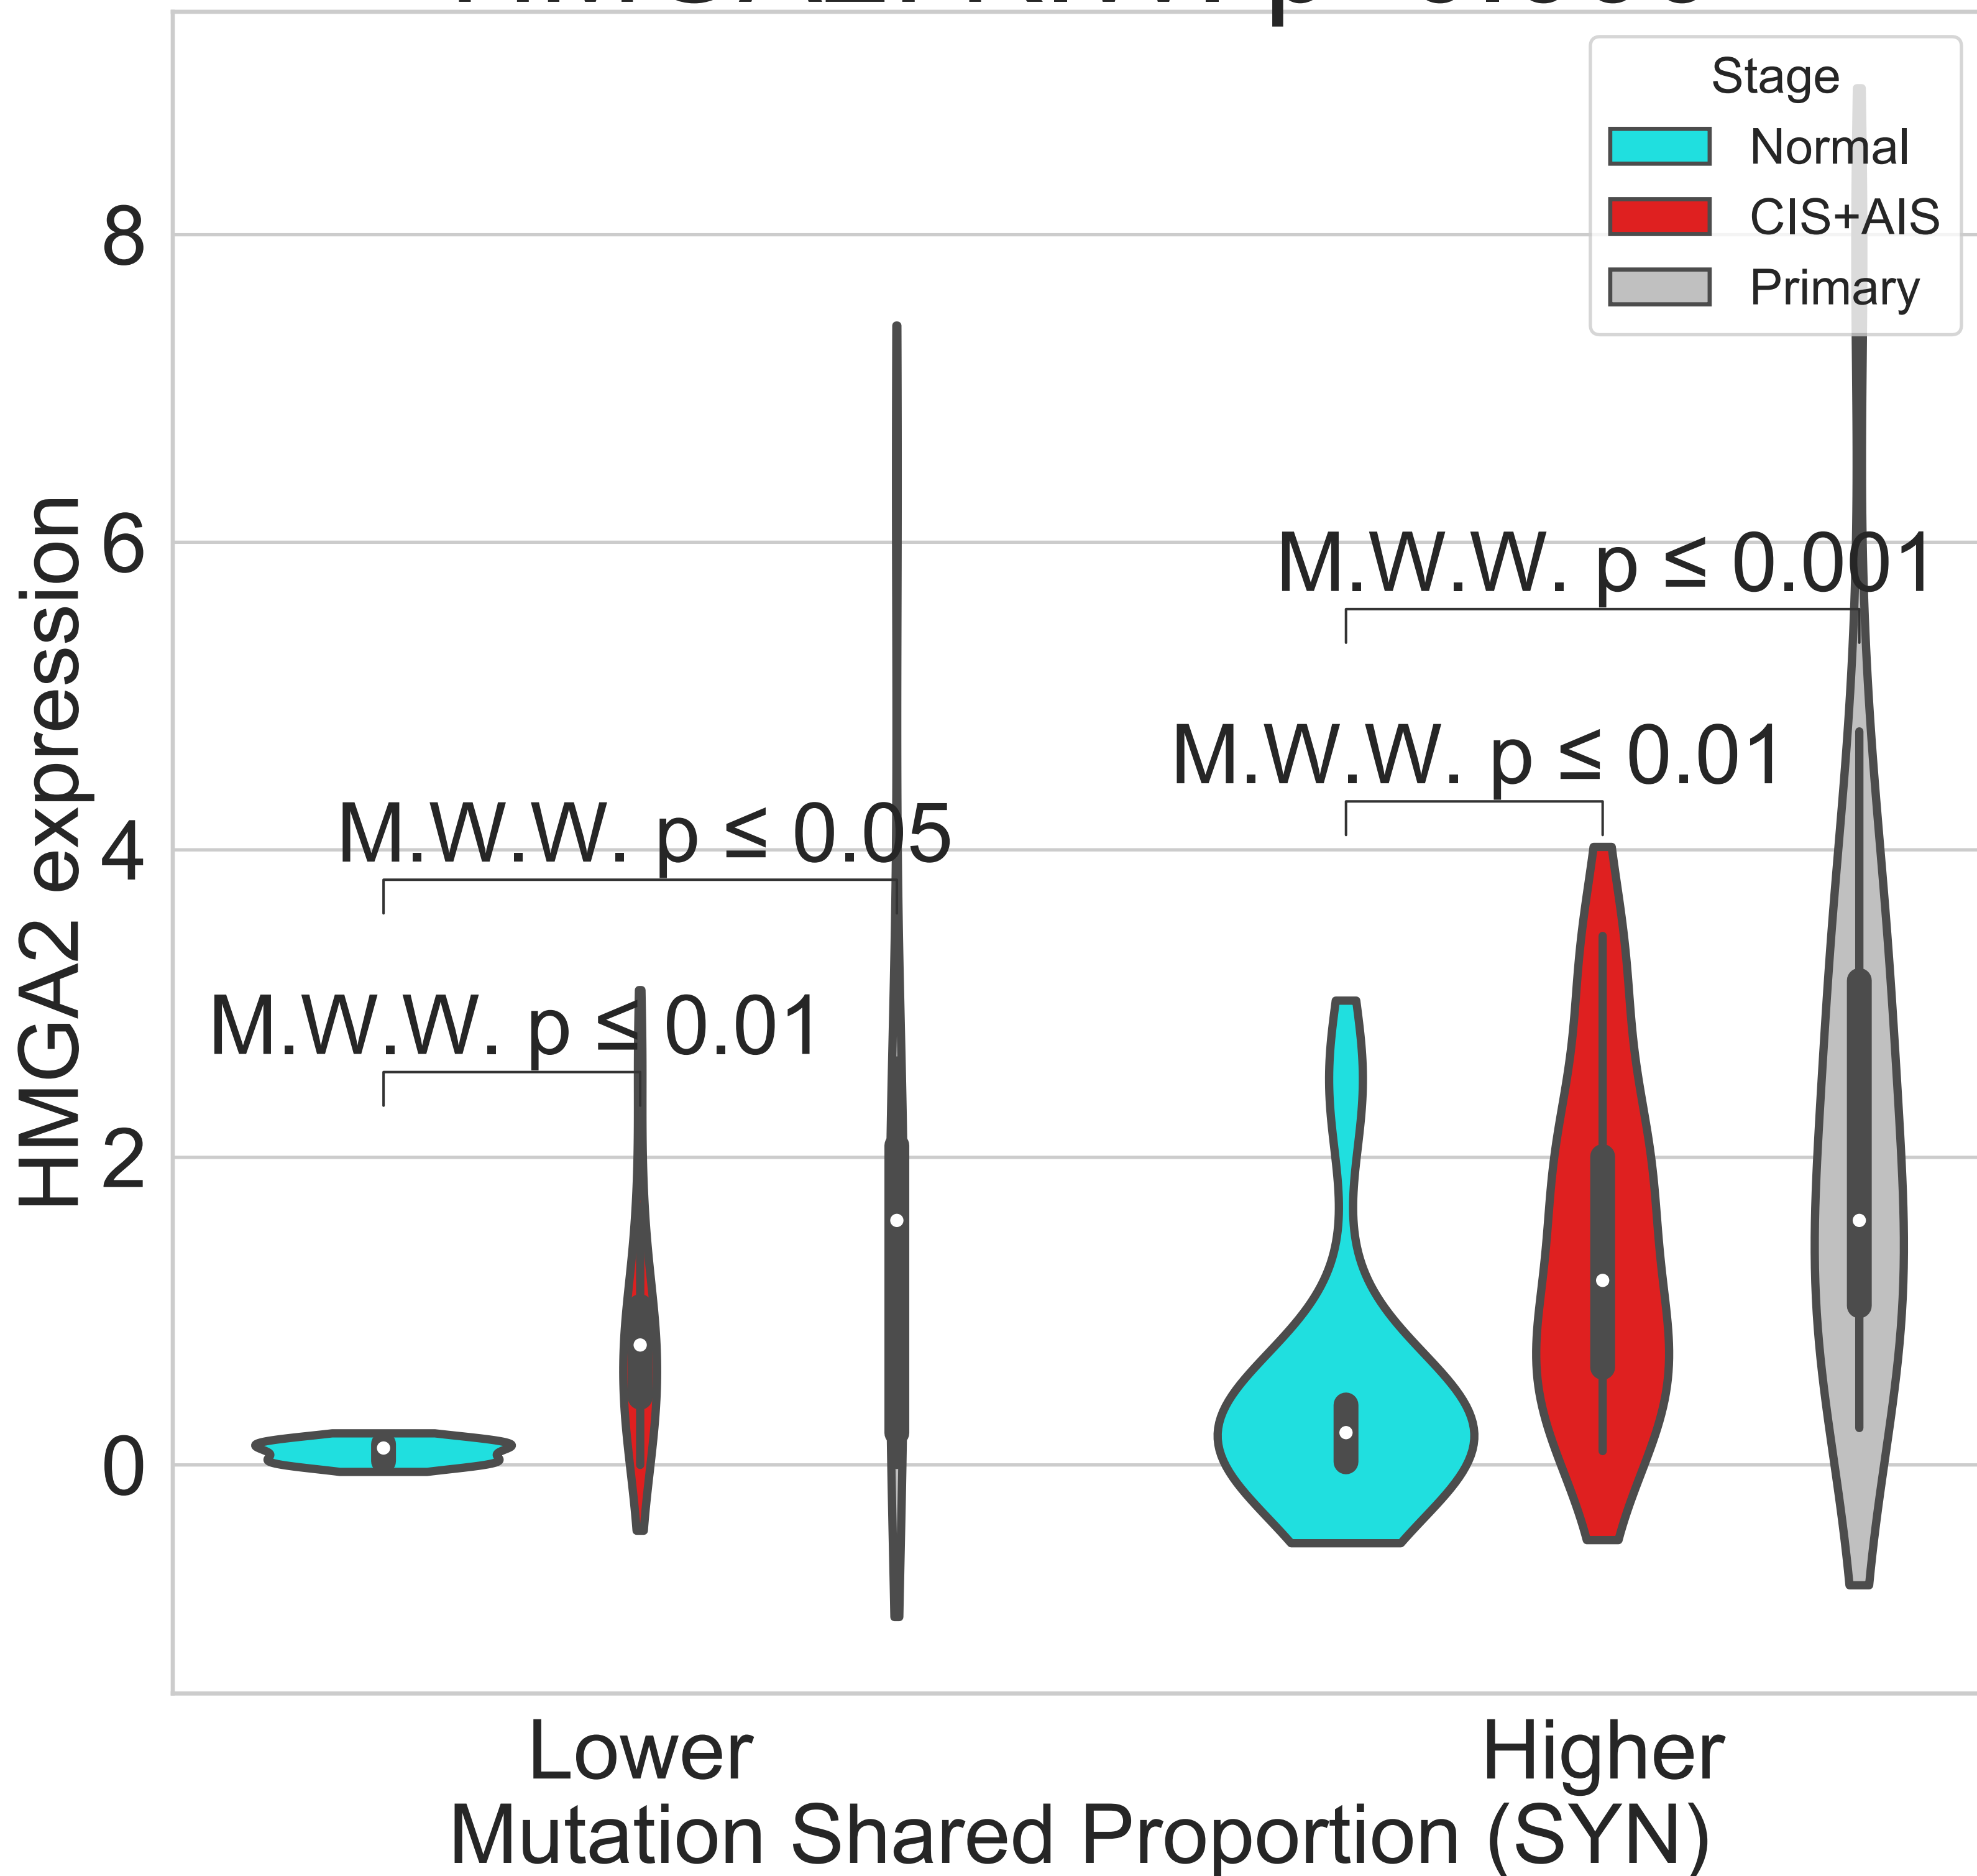 Stage
Normal
CIS+AIS
Primary
8
6
4
2
0
HMGA2 expression
M.W.W. p ≤ 0.001
M.W.W. p ≤ 0.01
M.W.W. p ≤ 0.05
M.W.W. p ≤ 0.01
Lower
Higher
Mutation Shared Proportion (SYN)